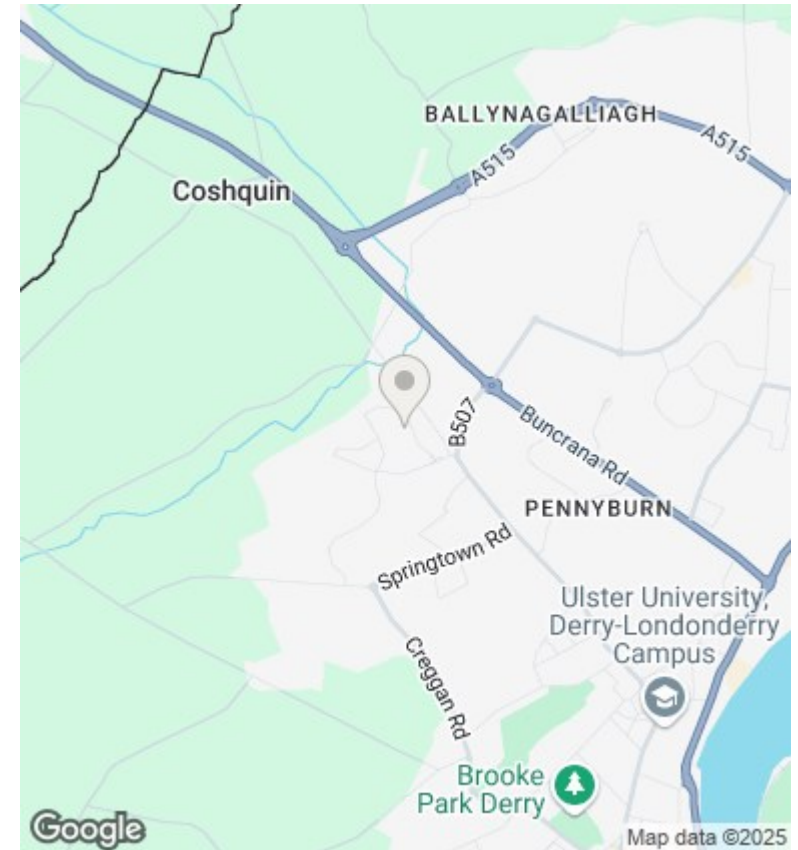 BALLYNAGALLIAGH
A515
A515
Coshquin
B507
Buncrana Rd
PENNYBURN
Springtown Rd
Ulster University,
Derry-Londonderry
Campus
Creggan Rd
Brooke
Park Derry
Google
Map data ©2025